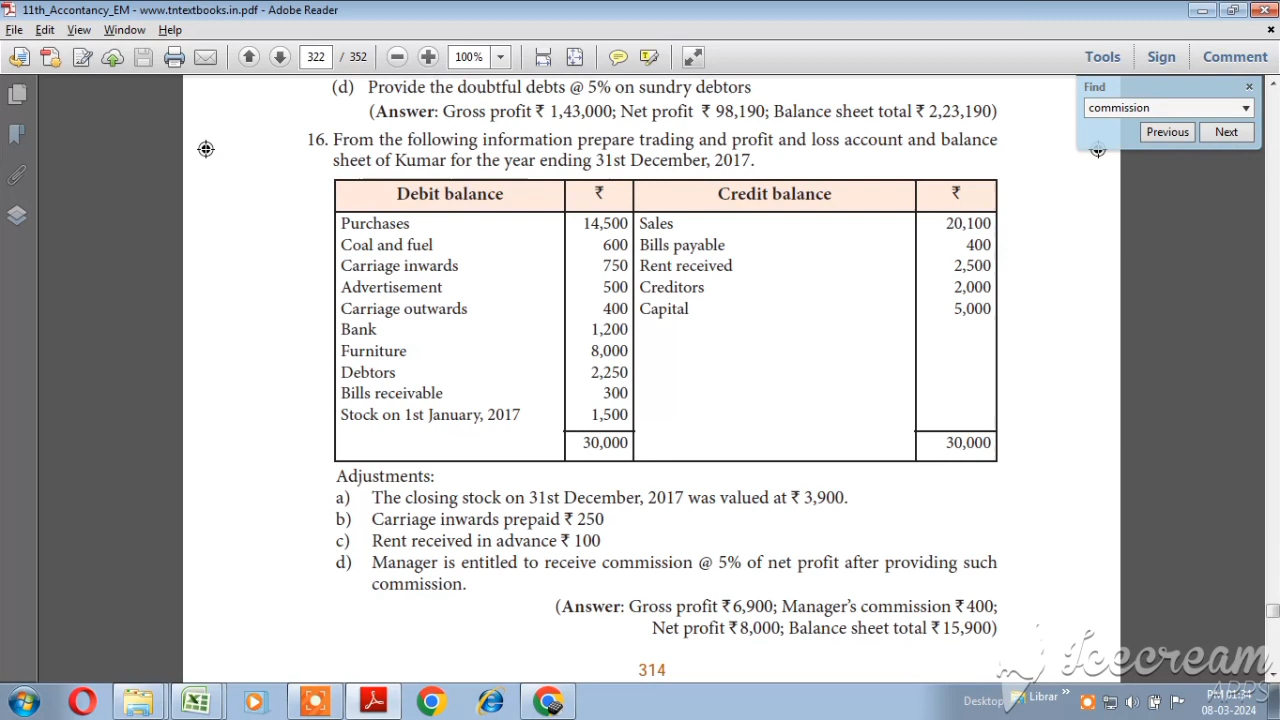 11th_Accontancy_EM - www.tntextbooks.in.pdf - Adobe Reader
File Edit View Window Help
322 / 352 100% Tools Sign Comment
Find
commission
Previous Next
(d) Provide the doubtful debts @ 5% on sundry debtors
(Answer: Gross profit ₹ 1,43,000; Net profit ₹ 98,190; Balance sheet total ₹ 2,23,190)
16. From the following information prepare trading and profit and loss account and balance
sheet of Kumar for the year ending 31st December, 2017.
Debit balance ₹ Credit balance ₹
Purchases 14,500 Sales 20,100
Coal and fuel 600 Bills payable 400
Carriage inwards 750 Rent received 2,500
Advertisement 500 Creditors 2,000
Carriage outwards 400 Capital 5,000
Bank 1,200
Furniture 8,000
Debtors 2,250
Bills receivable 300
Stock on 1st January, 2017 1,500
30,000 30,000
Adjustments:
a) The closing stock on 31st December, 2017 was valued at ₹ 3,900.
b) Carriage inwards prepaid ₹ 250
c) Rent received in advance ₹ 100
d) Manager is entitled to receive commission @ 5% of net profit after providing such
commission.
(Answer: Gross profit ₹ 6,900; Manager’s commission ₹ 400;
Net profit ₹ 8,000; Balance sheet total ₹ 15,900)
314
Icecream
APPS
Desktop Librar » PM 01:34
08-03-2024